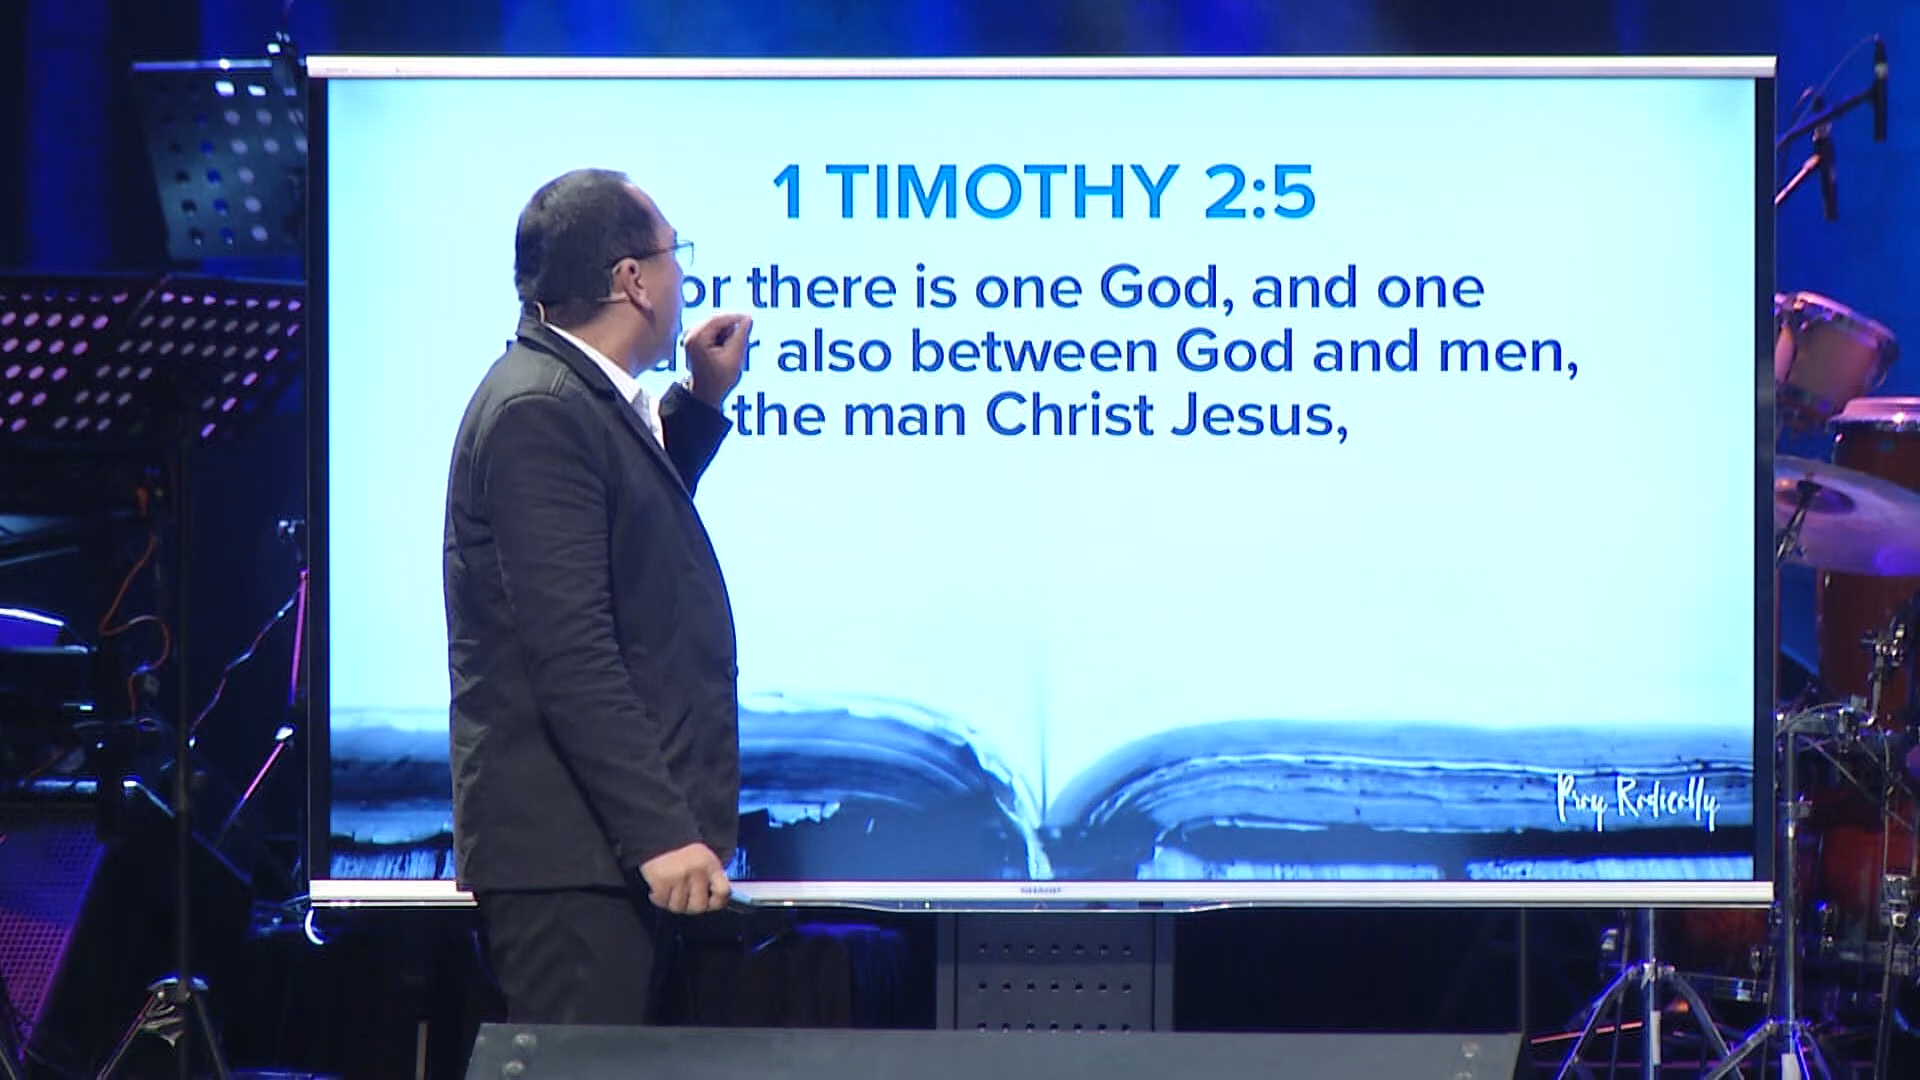 1 TIMOTHY 2:5
or there is one God, and one
also between God and men,
the man Christ Jesus,
Pray Radically
SHARP